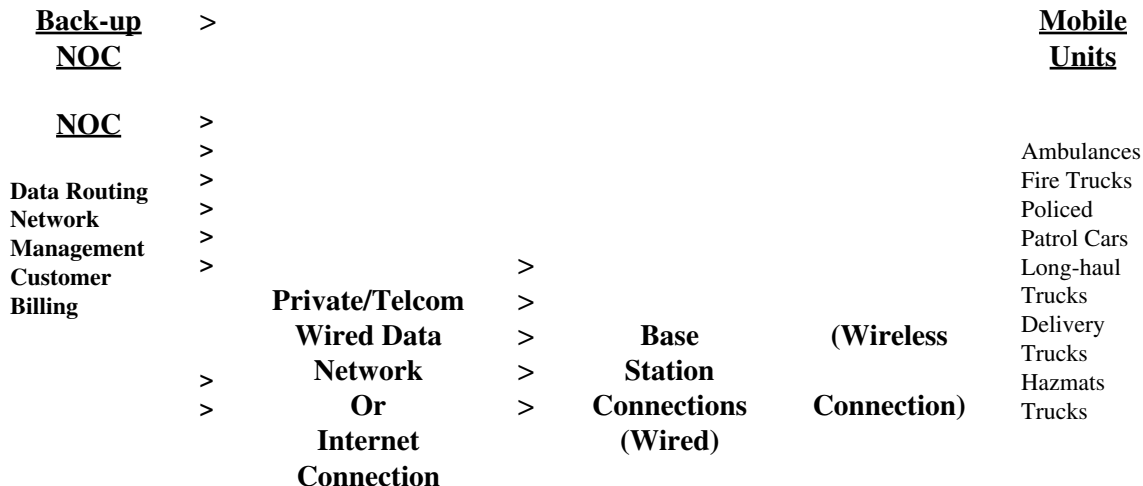 Back-up
NOC
>
NOC
>
>
>
>
>
>
Data Routing
Network
Management
Customer
Billing
>
>
Private/Telcom
Wired Data
Network
Or
Internet
Connection
>
>
>
>
>
Base
Station
Connections
(Wired)
(Wireless
Connection)
Mobile
Units
Ambulances
Fire Trucks
Policed
Patrol Cars
Long-haul
Trucks
Delivery
Trucks
Hazmats
Trucks